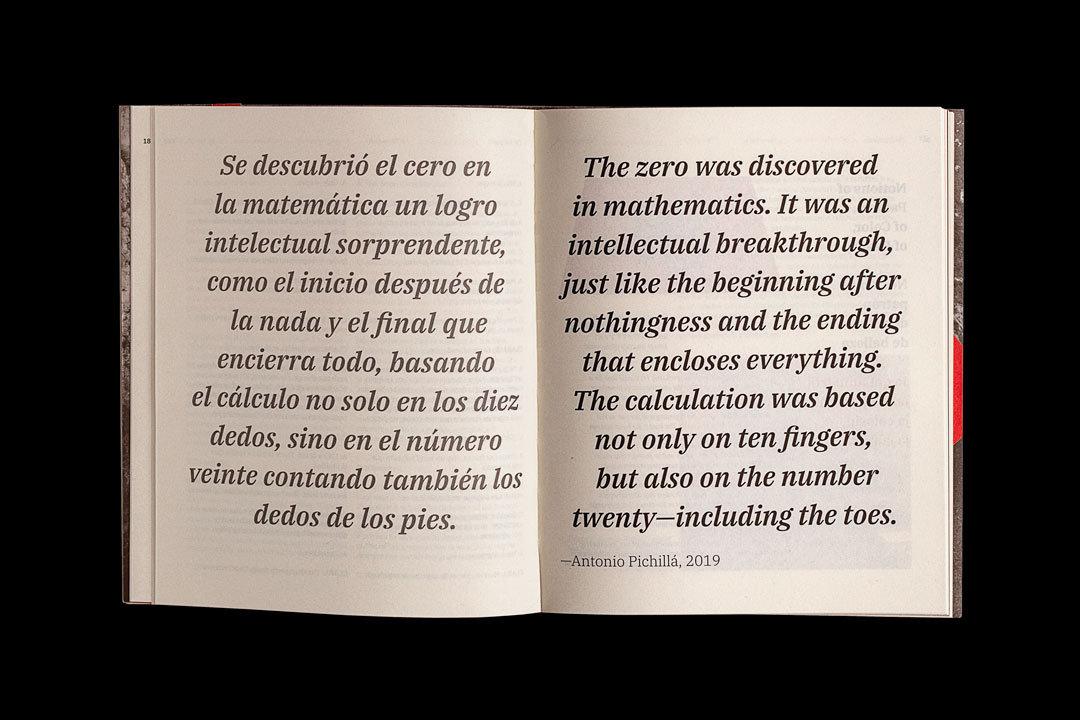 18
Se descubrió el cero en
la matemática un logro
intelectual sorprendente,
como el inicio después de
la nada y el final que
encierra todo, basando
el cálculo no solo en los diez
dedos, sino en el número
veinte contando también los
dedos de los pies.
The zero was discovered
in mathematics. It was an
intellectual breakthrough,
just like the beginning after
nothingness and the ending
that encloses everything.
The calculation was based
not only on ten fingers,
but also on the number
twenty—including the toes.
—Antonio Pichillá, 2019